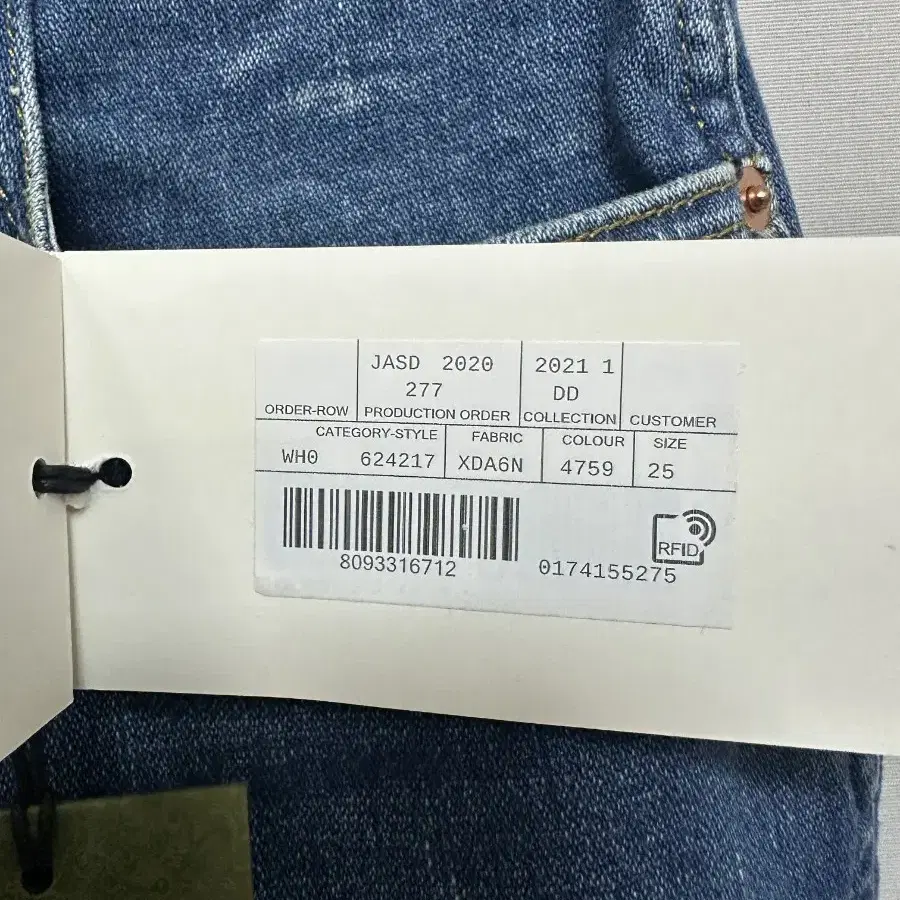 JASD 2020
277
2021 1
DD
ORDER-ROW PRODUCTION ORDER COLLECTION CUSTOMER
CATEGORY-STYLE FABRIC COLOUR SIZE
WH0 624217 XDA6N 4759 25
RFID
8093316712 0174155275